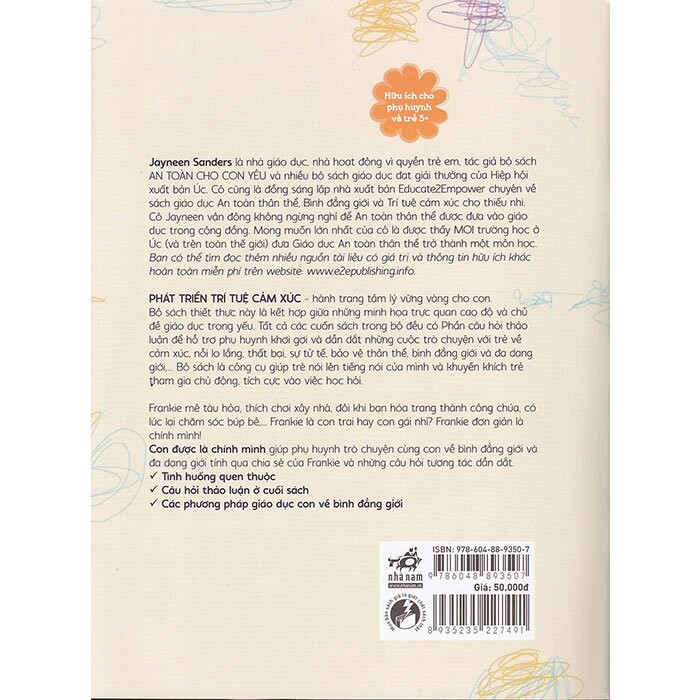 Hữu ích cho
phụ huynh
và trẻ 3+
Jayneen Sanders là nhà giáo dục, nhà hoạt động vì quyền trẻ em, tác giả bộ sách
AN TOÀN CHO CON YÊU và nhiều bộ sách giáo dục đạt giải thưởng của Hiệp hội
xuất bản Úc. Cô cũng là đồng sáng lập nhà xuất bản Educate2Empower chuyên về
sách giáo dục An toàn thân thể, Bình đẳng giới và Trí tuệ cảm xúc cho thiếu nhi.
Cô Jayneen vận động không ngừng nghỉ để An toàn thân thể được đưa vào giáo
dục trong cộng đồng. Mong muốn lớn nhất của cô là được thấy MỌI trường học ở
Úc (và trên toàn thế giới) đưa Giáo dục An toàn thân thể trở thành một môn học.
Bạn có thể tìm đọc thêm nhiều nguồn tài liệu có giá trị và thông tin hữu ích khác
hoàn toàn miễn phí trên website: www.e2epublishing.info.
PHÁT TRIỂN TRÍ TUỆ CẢM XÚC - hành trang tâm lý vững vàng cho con.
Bộ sách thiết thực này là kết hợp giữa những minh họa trực quan cao độ và chủ
đề giáo dục trọng yếu. Tất cả các cuốn sách trong bộ đều có Phần câu hỏi thảo
luận để hỗ trợ phụ huynh khơi gợi và dẫn dắt những cuộc trò chuyện với trẻ về
cảm xúc, nỗi lo lắng, thất bại, sự tử tế, bảo vệ thân thể, bình đẳng giới và đa dạng
giới,... Bộ sách là công cụ giúp trẻ nói lên tiếng nói của mình và khuyến khích trẻ
tham gia chủ động, tích cực vào việc học hỏi.
Frankie mê tàu hỏa, thích chơi xây nhà, đôi khi bạn hóa trang thành công chúa, có
lúc lại chăm sóc búp bê,... Frankie là con trai hay con gái nhỉ? Frankie đơn giản là
chính mình!
Con được là chính mình giúp phụ huynh trò chuyện cùng con về bình đẳng giới và
đa dạng giới tính qua chia sẻ của Frankie và những câu hỏi tương tác dẫn dắt.
✓ Tình huống quen thuộc
✓ Câu hỏi thảo luận ở cuối sách
✓ Các phương pháp giáo dục con về bình đẳng giới
nhã nam
www.nhanam.vn
Mua bán sách giả là giết chết sách thật
ISBN: 978-604-88-9350-7
9 786048 893507
Giá: 50.000đ
8 935235 227491